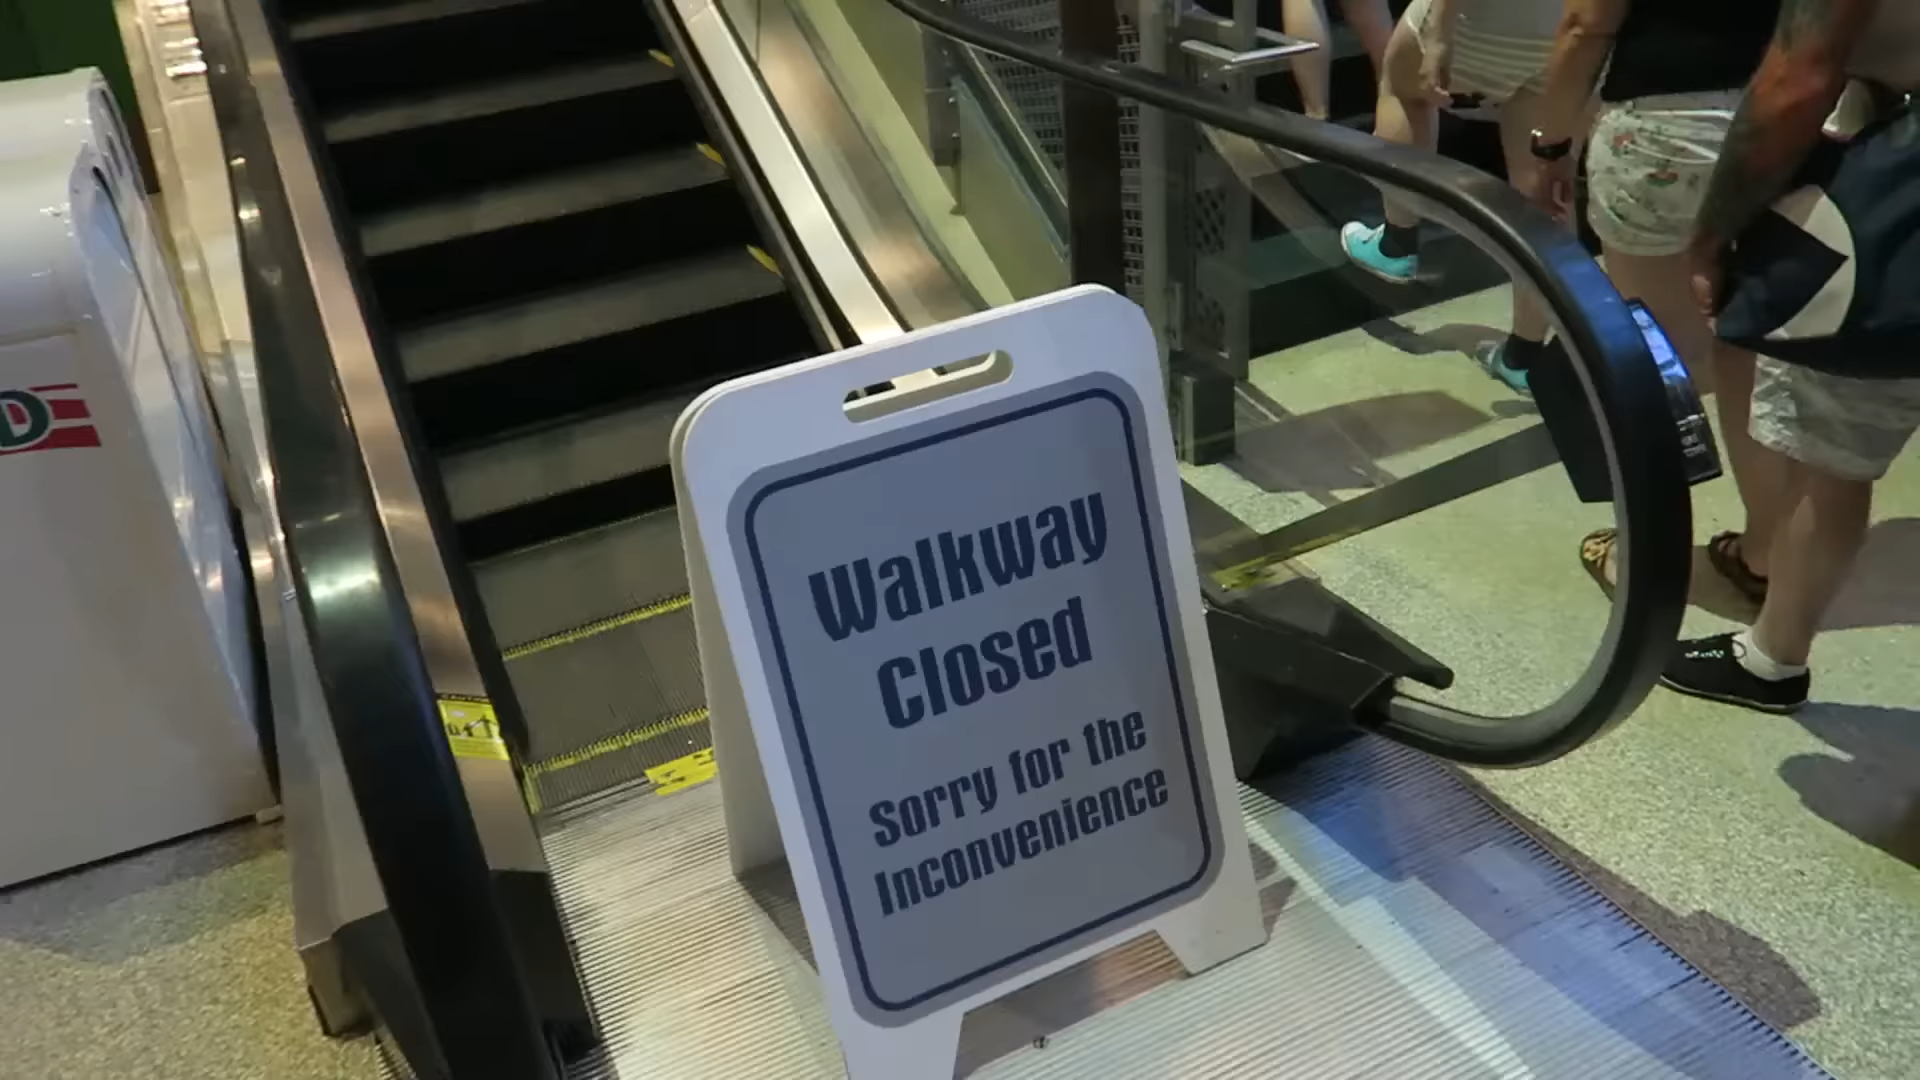 Walkway
Closed
Sorry for the
Inconvenience
D